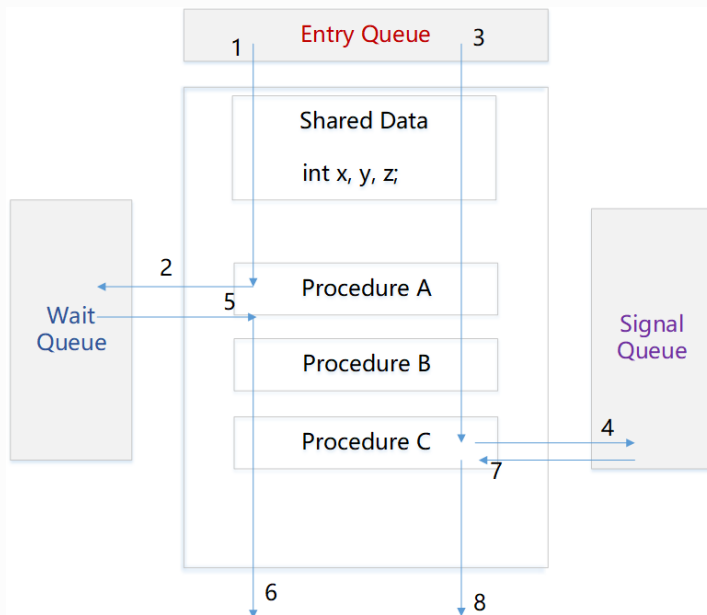 Entry Queue
1
3
Shared Data
int x, y, z;
2
Procedure A
5
Wait
Queue
Signal
Queue
Procedure B
Procedure C
4
7
6
8